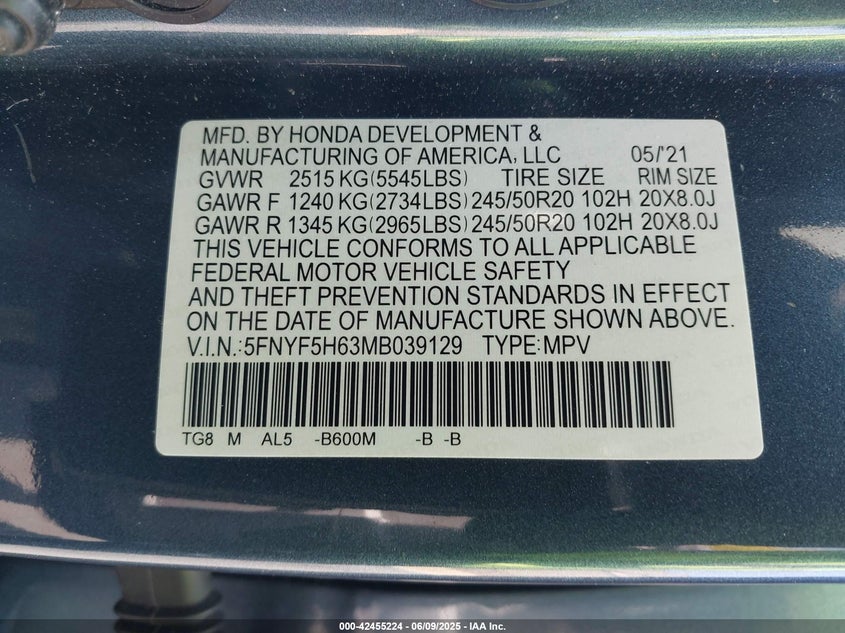 MFD. BY HONDA DEVELOPMENT &
MANUFACTURING OF AMERICA, LLC 05/'21
GVWR 2515 KG(5545LBS) TIRE SIZE RIM SIZE
GAWR F 1240 KG(2734LBS) 245/50R20 102H 20X8.0J
GAWR R 1345 KG(2965LBS) 245/50R20 102H 20X8.0J
THIS VEHICLE CONFORMS TO ALL APPLICABLE
FEDERAL MOTOR VEHICLE SAFETY
AND THEFT PREVENTION STANDARDS IN EFFECT
ON THE DATE OF MANUFACTURE SHOWN ABOVE.
V.I.N.:5FNYF5H63MB039129 TYPE:MPV
TG8 M AL5 -B600M -B -B
000-42455224 | 06/09/2025 - IAA Inc.